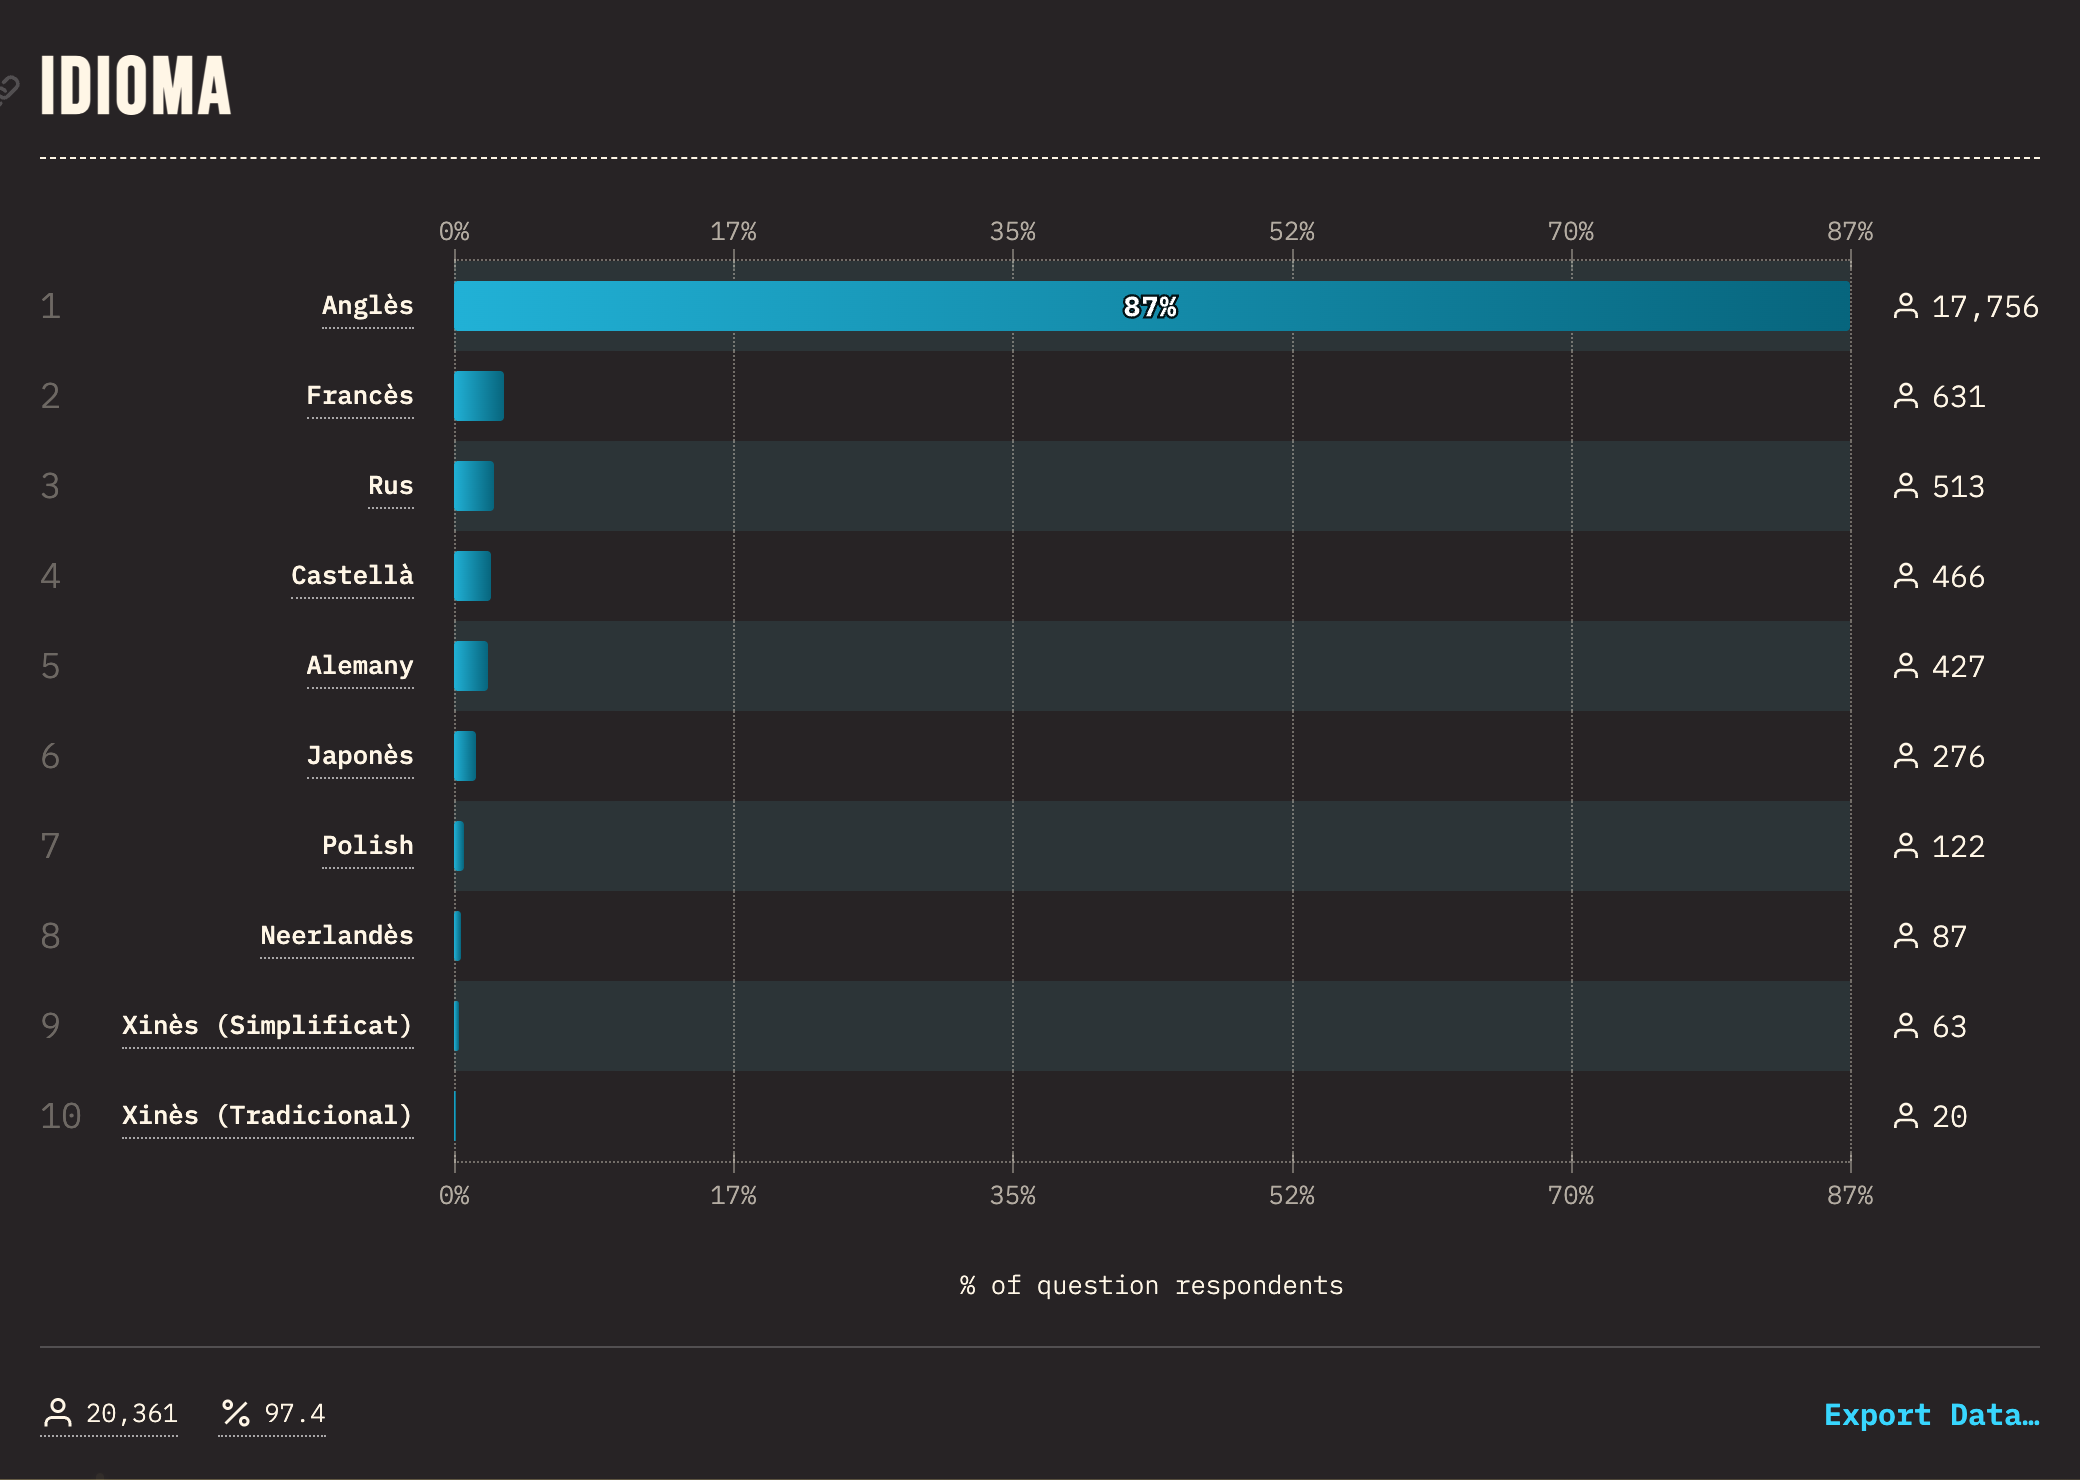 IDIOMA
0% 17% 35% 52% 70% 87%
1 Anglès 87% 17,756
2 Francès 631
3 Rus 513
4 Castellà 466
5 Alemany 427
6 Japonès 276
7 Polish 122
8 Neerlandès 87
9 Xinès (Simplificat) 63
10 Xinès (Tradicional) 20
0% 17% 35% 52% 70% 87%
% of question respondents
20,361 % 97.4 Export Data…